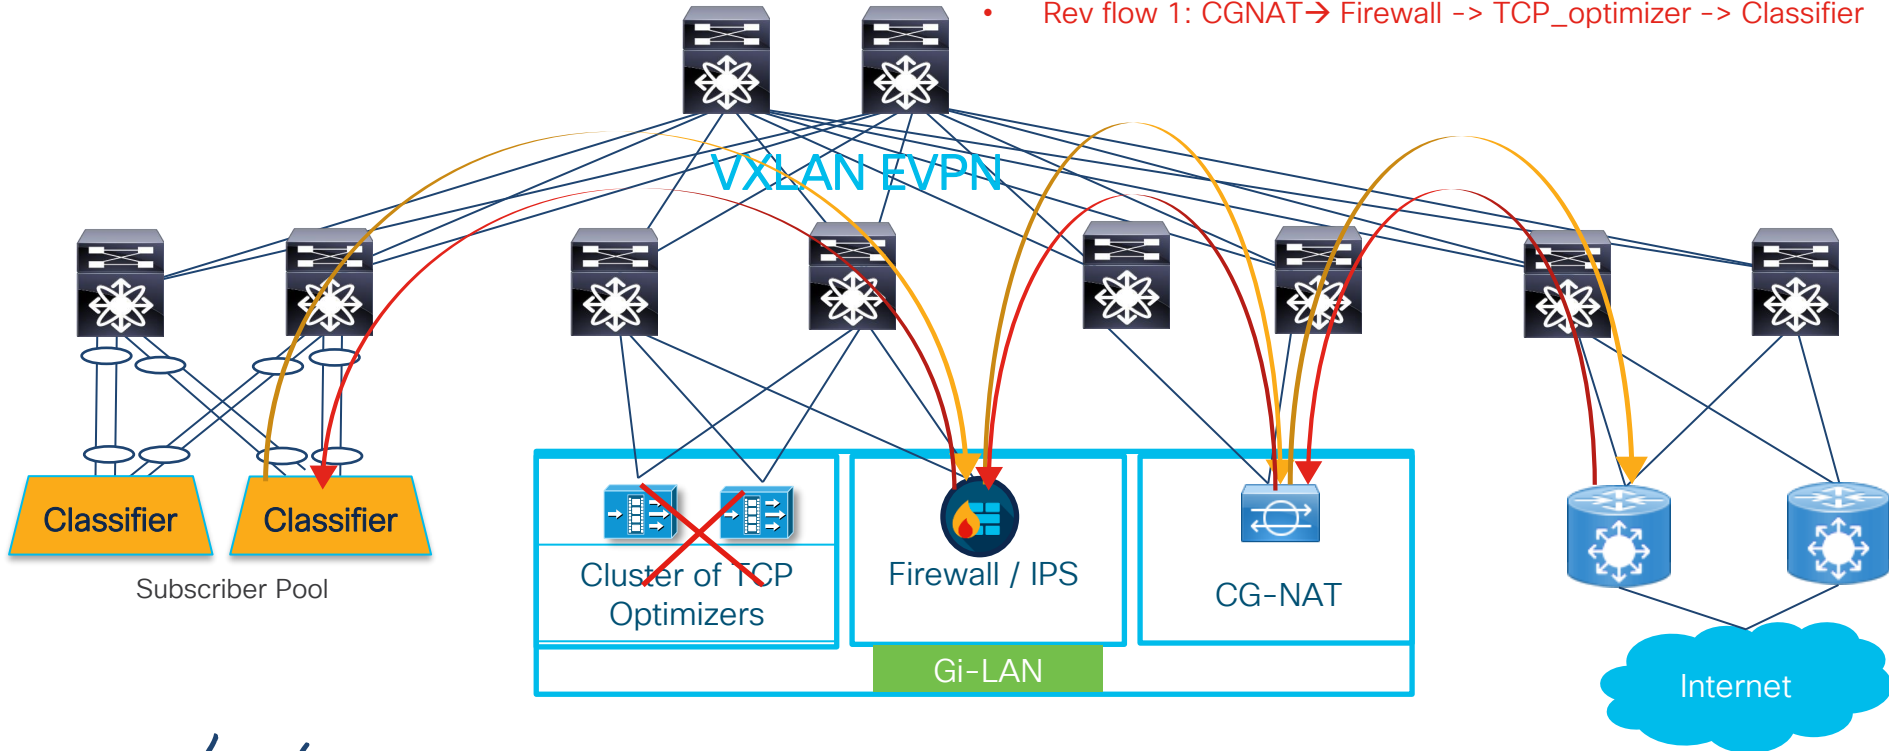 • Rev flow 1: CGNAT→ Firewall -> TCP_optimizer -> Classifier
VXLAN EVPN
Classifier
Classifier
Subscriber Pool
Cluster of TCP
Optimizers
Firewall / IPS
CG-NAT
Gi-LAN
Internet